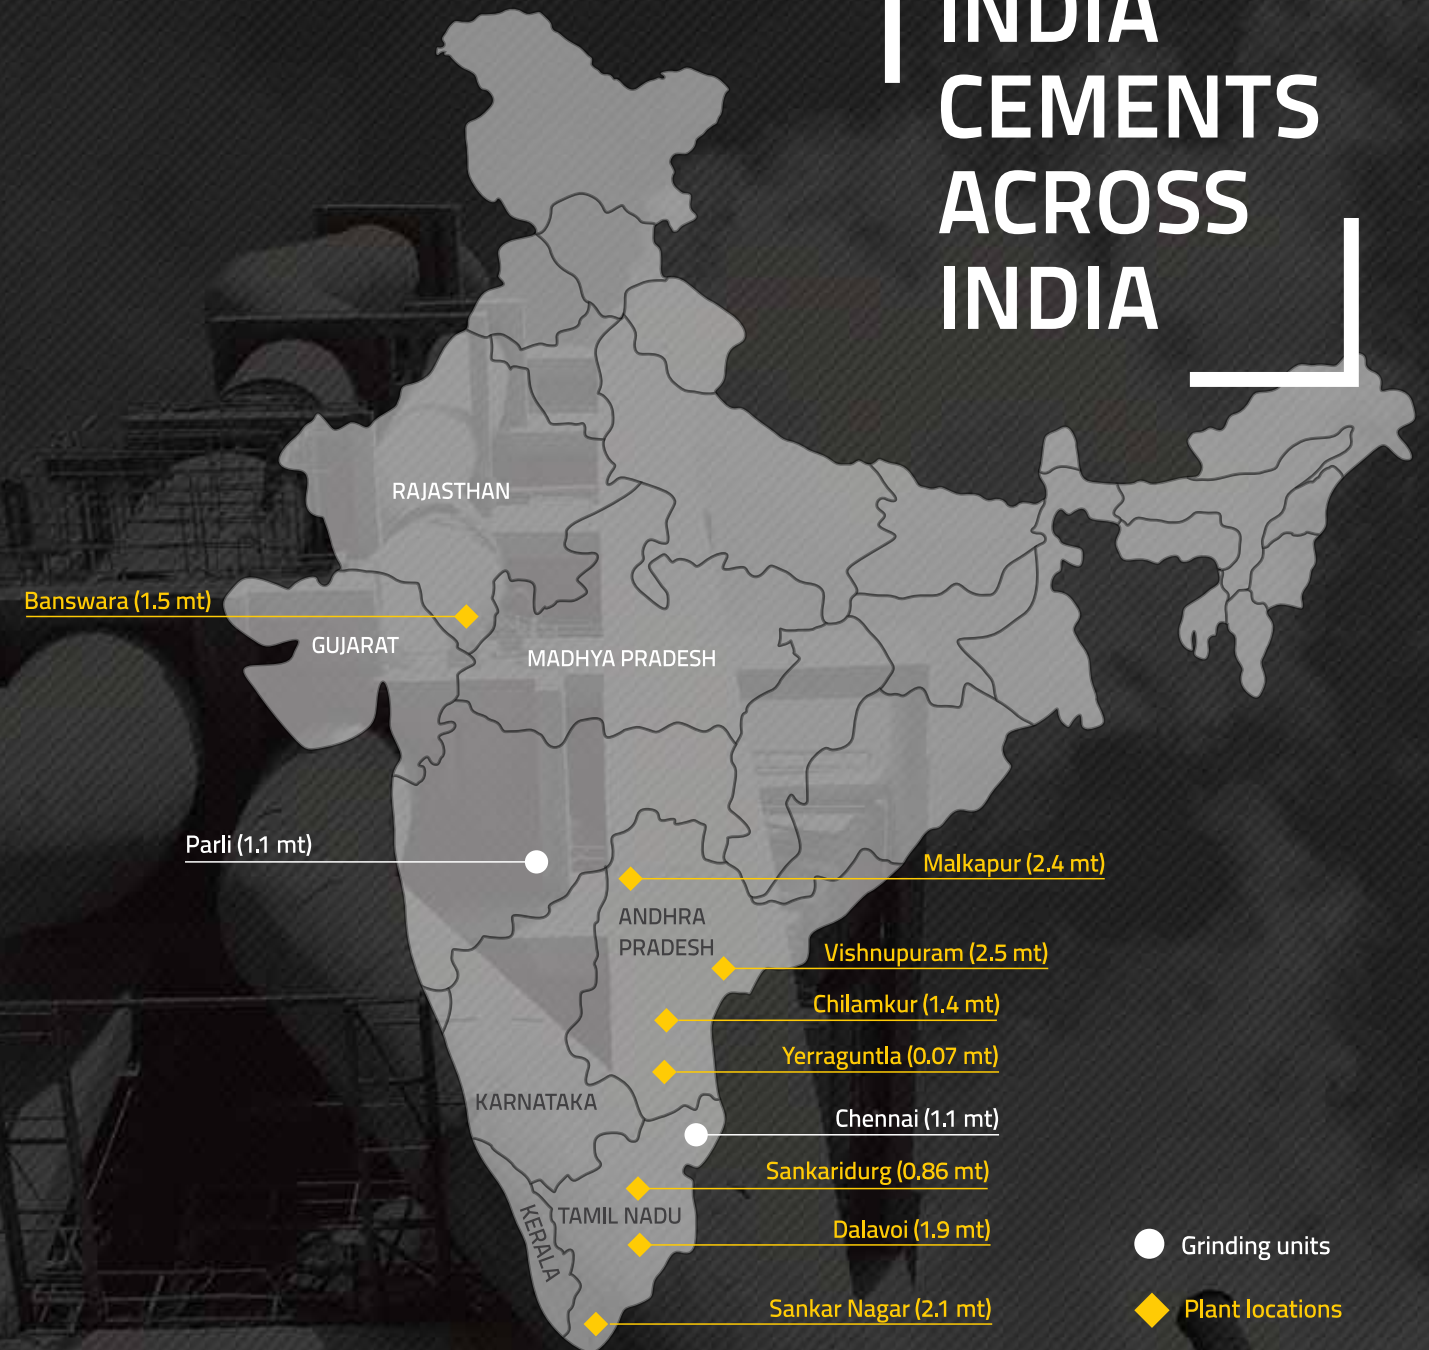 INDIA
CEMENTS
ACROSS
INDIA
RAJASTHAN
Banswara (1.5 mt)
GUJARAT
MADHYA PRADESH
Parli (1.1 mt)
Malkapur (2.4 mt)
ANDHRA
PRADESH
Vishnupuram (2.5 mt)
Chilamkur (1.4 mt)
Yerraguntla (0.07 mt)
KARNATAKA
Chennai (1.1 mt)
Sankaridurg (0.86 mt)
TAMIL NADU
KERALA
Dalavoi (1.9 mt)
Sankar Nagar (2.1 mt)
Grinding units
Plant locations